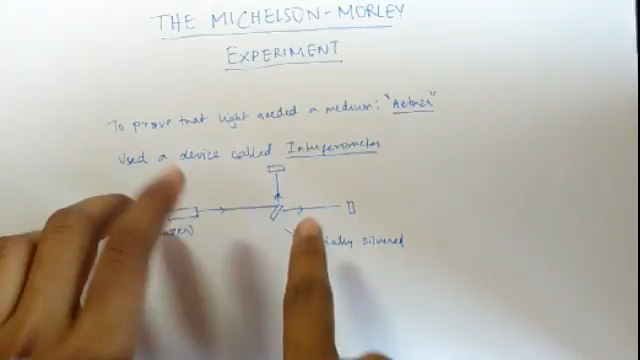 THE MICHELSON-MORLEY
EXPERIMENT
To prove that light needed a medium: "Aether"
Used a device called Interferometer
silvered